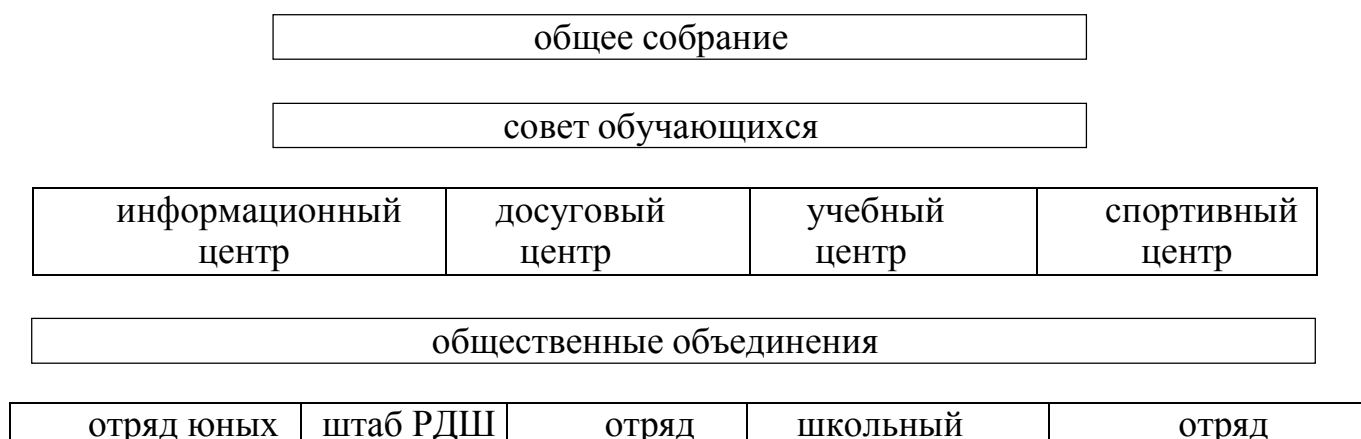 общее собрание
совет обучающихся
информационный досуговый учебный спортивный
центр центр центр центр
общественные объединения
отряд юных штаб РДШ отряд школьный отряд